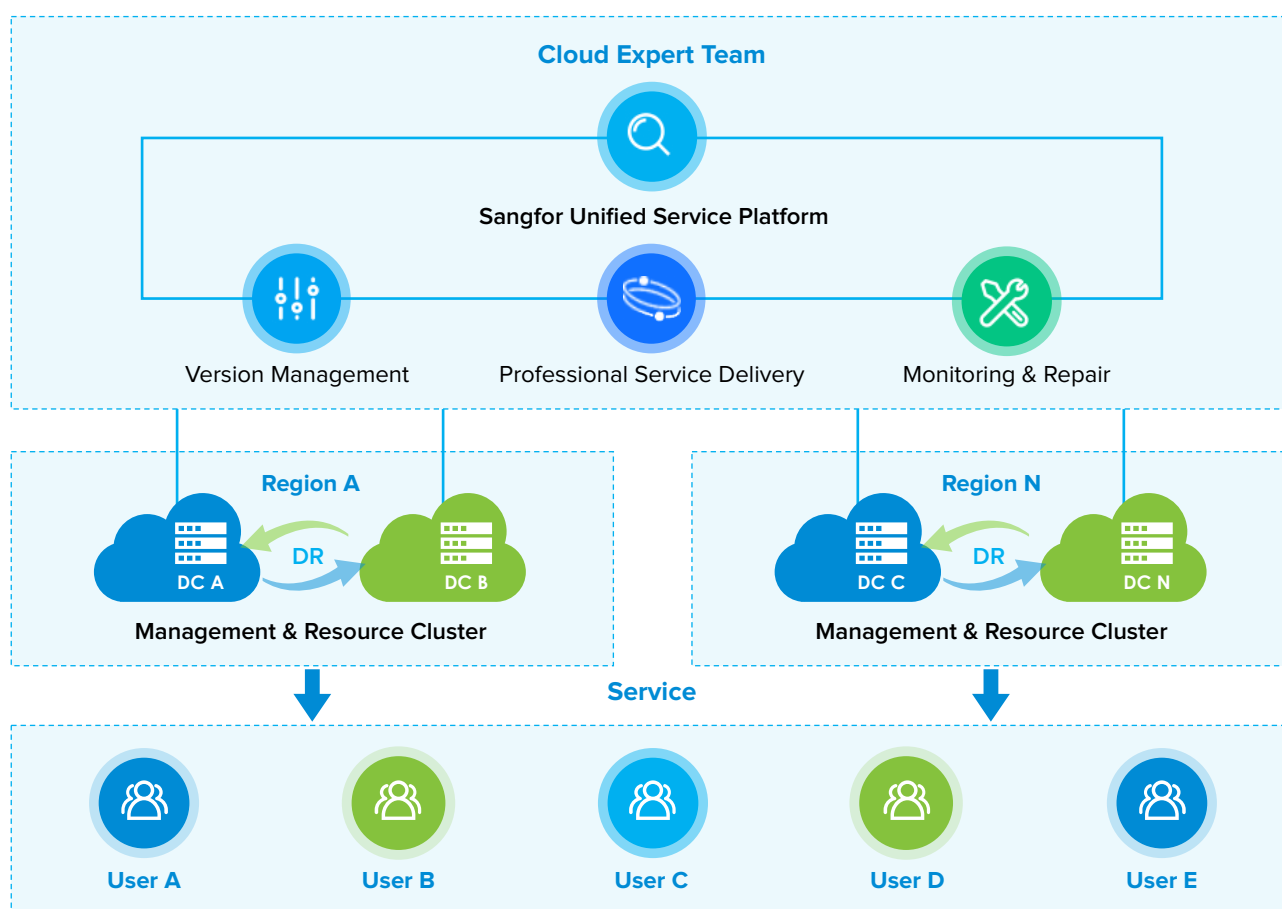 Cloud Expert Team
Sangfor Unified Service Platform
Version Management
Professional Service Delivery
Monitoring & Repair
Region A
DC A
DR
DC B
Management & Resource Cluster
Region N
DC C
DR
DC N
Management & Resource Cluster
Service
User A
User B
User C
User D
User E